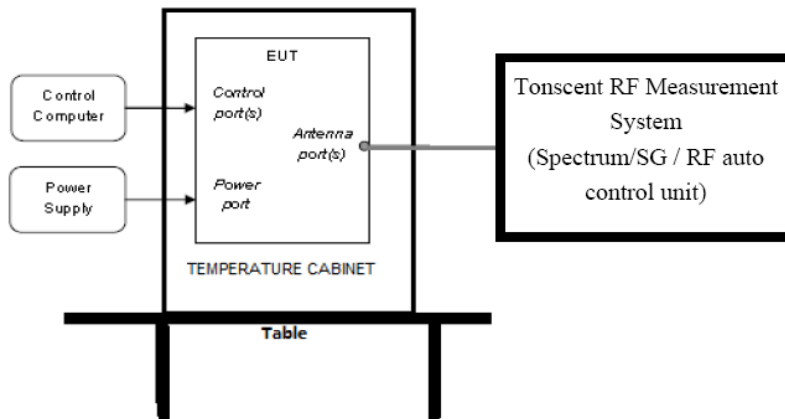 EUT
Control
Computer
Control
port(s)
Antenna
port(s)
Power
Supply
Power
port
TEMPERATURE CABINET
Table
Tonscent RF Measurement
System
(Spectrum/SG / RF auto
control unit)